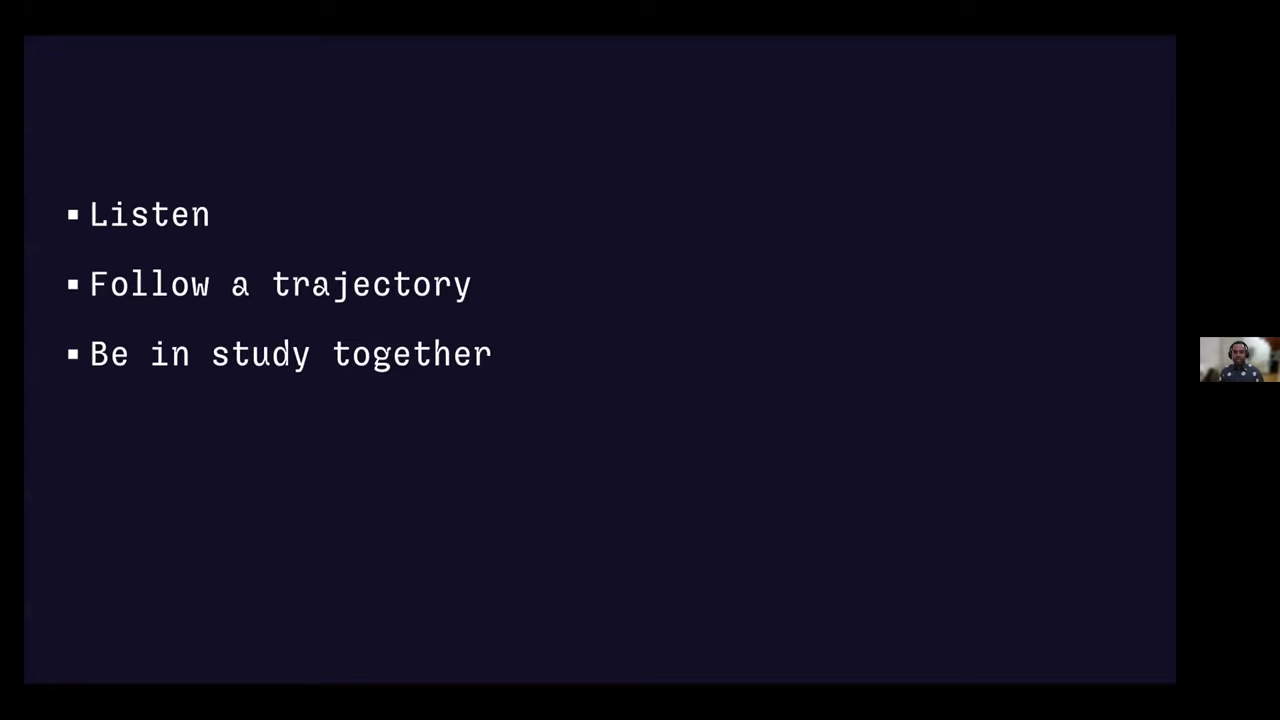 ▪ Listen
▪ Follow a trajectory
▪ Be in study together